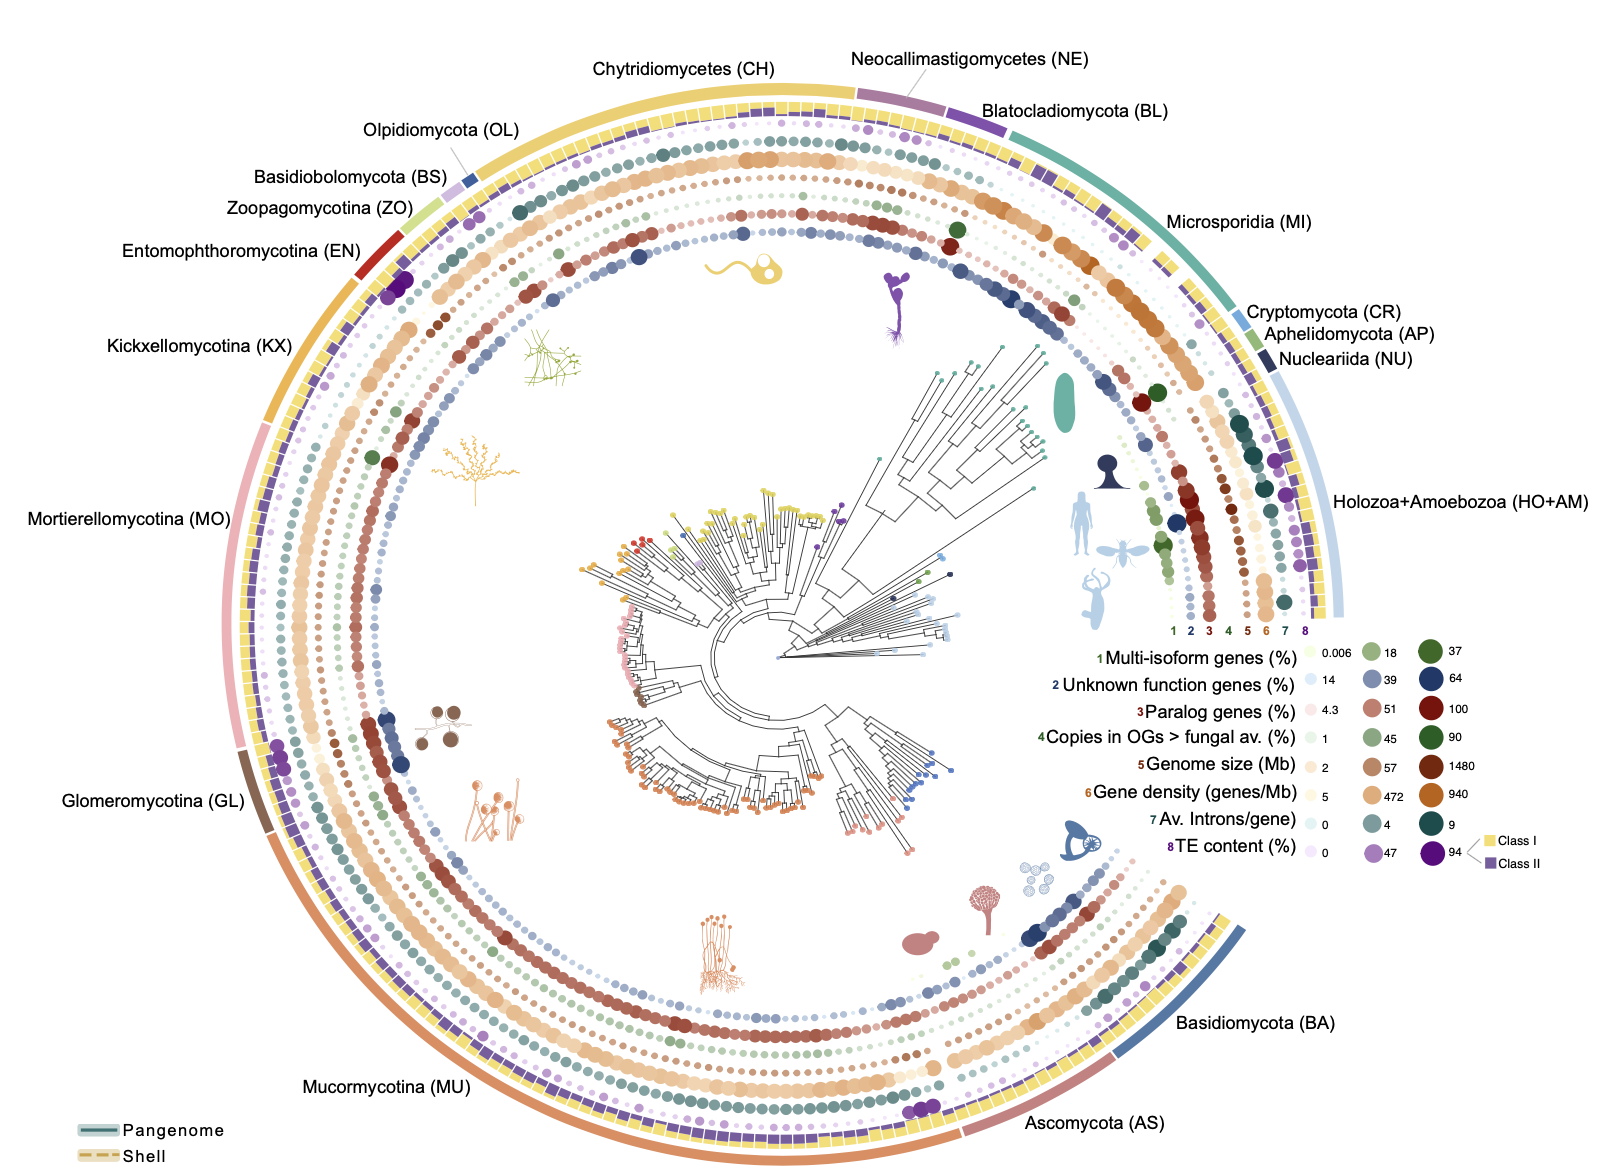 Neocallimastigomycetes (NE)
Chytridiomycetes (CH)
Blatocladiomycota (BL)
Olpidiomycota (OL)
Basidiobolomycota (BS)
Zoopagomycotina (ZO)
Microsporidia (MI)
Entomophthoromycotina (EN)
Cryptomycota (CR)
Aphelidomycota (AP)
Kickxellomycotina (KX)
Nucleariida (NU)
Holozoa+Amoebozoa (HO+AM)
Mortierellomycotina (MO)
1 2 3 4 5 6 7 8
1 Multi-isoform genes (%) 0.006 18 37
2 Unknown function genes (%) 14 39 64
3 Paralog genes (%) 4.3 51 100
4 Copies in OGs > fungal av. (%) 1 45 90
5 Genome size (Mb) 2 57 1480
6 Gene density (genes/Mb) 5 472 940
7 Av. Introns/gene) 0 4 9
8 TE content (%) 0 47 94
Class I
Class II
Glomeromycotina (GL)
Basidiomycota (BA)
Mucormycotina (MU)
Ascomycota (AS)
Pangenome
Shell